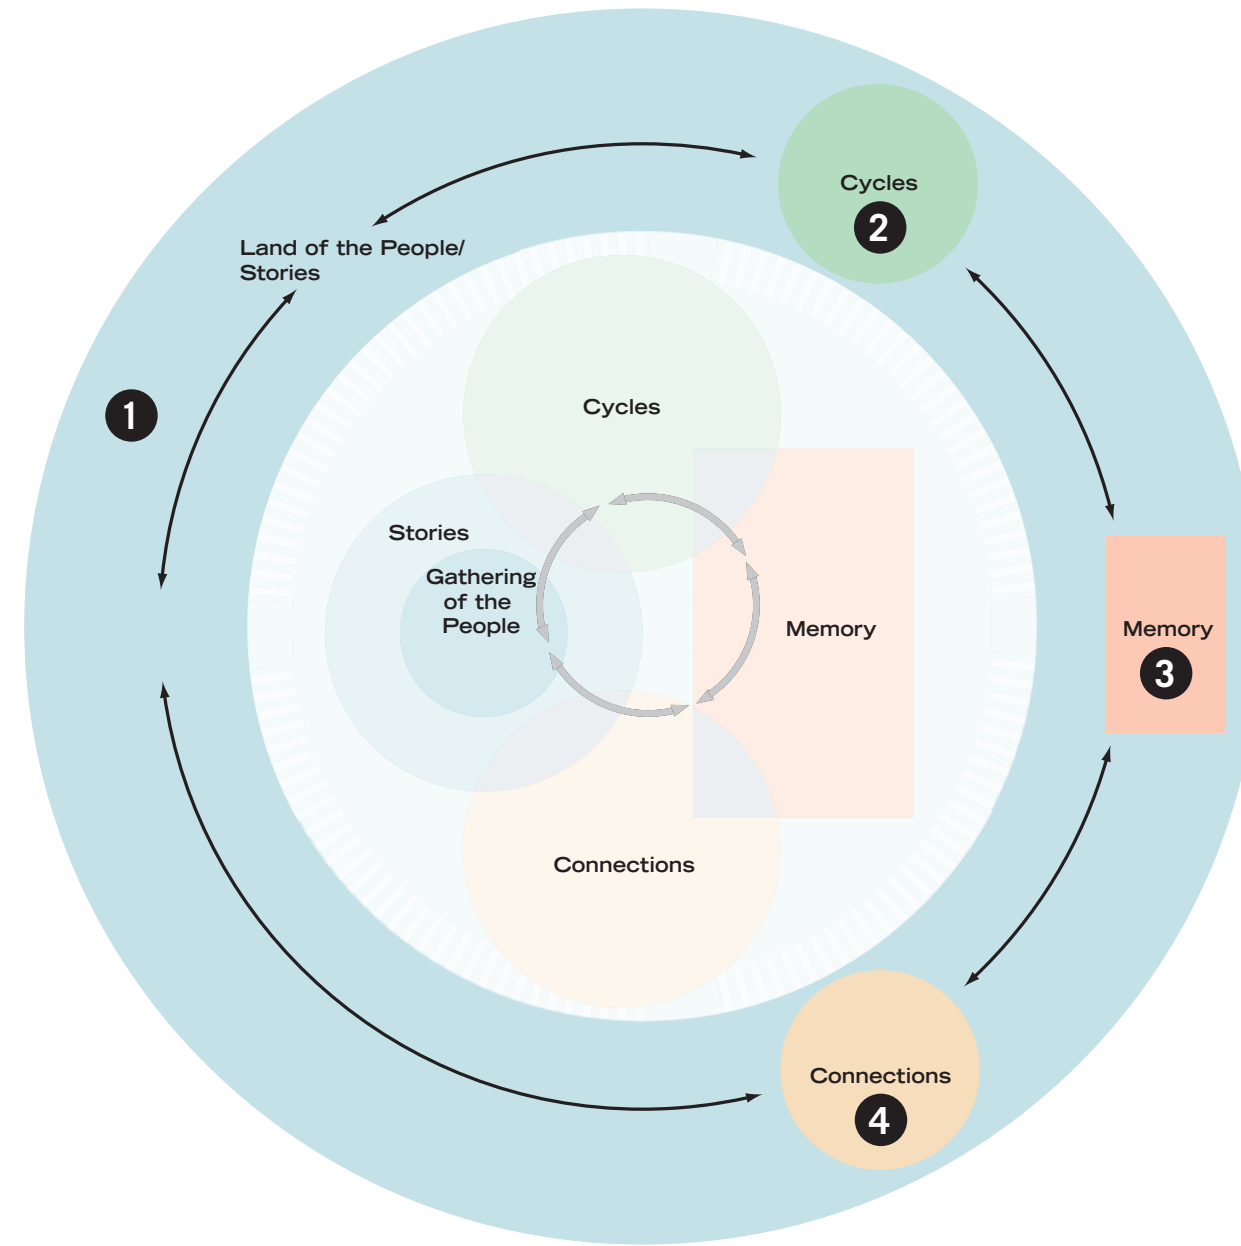 Cycles
2
Land of the People/
Stories
1
Cycles
Stories
Gathering
of the
People
Memory
Memory
3
Connections
Connections
4